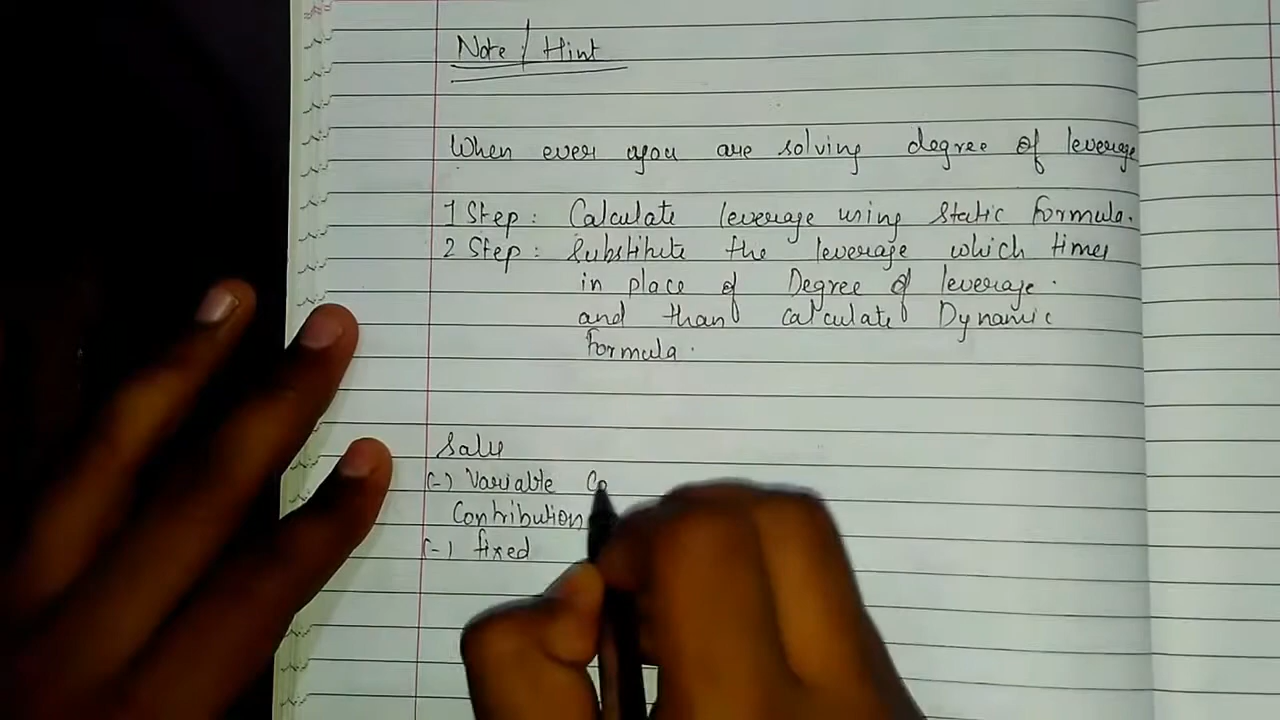 Note / Hint
When ever you are solving degree of leverage
1 Step : Calculate leverage using Static Formula.
2 Step : Substitute the leverage which times
in place of Degree of leverage.
and than calculate Dynamic
Formula.
Sales
(-) Variable Co
Contribution
(-) fixed